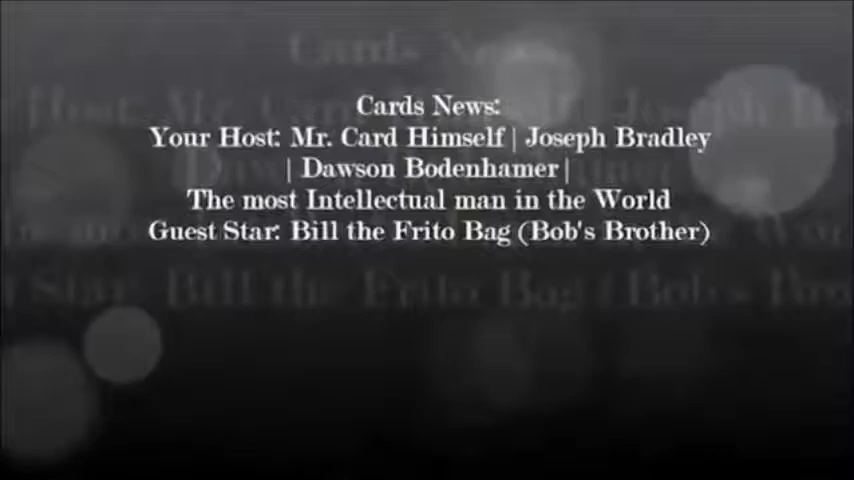 Cards News:
Your Host: Mr. Card Himself | Joseph Bradley
| Dawson Bodenhamer |
The most Intellectual man in the World
Guest Star: Bill the Frito Bag (Bob's Brother)